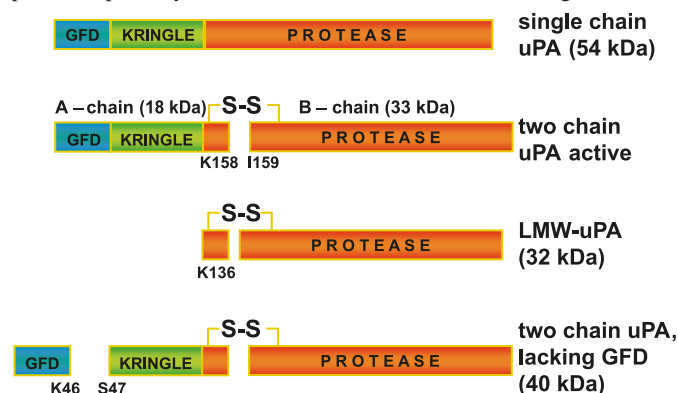 GFD KRINGLE PROTEASE
single chain
uPA (54 kDa)
A – chain (18 kDa) S-S B – chain (33 kDa)
GFD KRINGLE PROTEASE
K158 I159
two chain
uPA active
S-S
PROTEASE
K136
LMW-uPA
(32 kDa)
S-S
GFD KRINGLE PROTEASE
K46 S47
two chain uPA,
lacking GFD
(40 kDa)